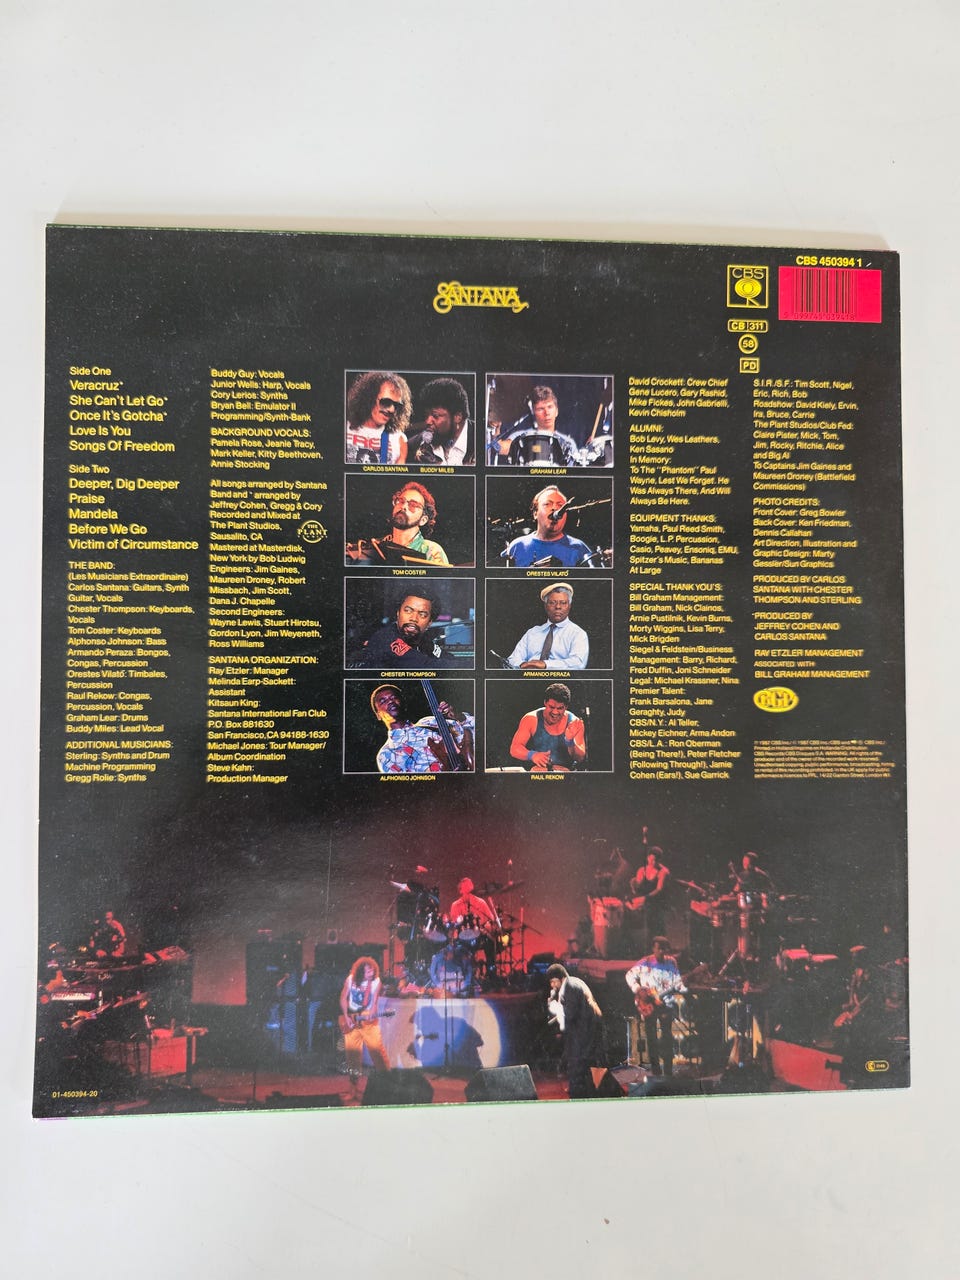 CBS 450394 1
CBS
SANTANA
CB 311
58
PD
Side One
Veracruz*
She Can't Let Go*
Once It's Gotcha*
Love Is You
Songs Of Freedom
Side Two
Deeper, Dig Deeper
Praise
Mandela
Before We Go
Victim of Circumstance
THE BAND:
(Les Musicians Extraordinaire)
Carlos Santana: Guitars, Synth
Guitar, Vocals
Chester Thompson: Keyboards,
Vocals
Tom Coster: Keyboards
Alphonso Johnson: Bass
Armando Peraza: Bongos,
Congas, Percussion
Orestes Vilató: Timbales,
Percussion
Raul Rekow: Congas,
Percussion, Vocals
Graham Lear: Drums
Buddy Miles: Lead Vocal
ADDITIONAL MUSICIANS:
Sterling: Synths and Drum
Machine Programming
Gregg Rolie: Synths
Buddy Guy: Vocals
Junior Wells: Harp, Vocals
Cory Lerios: Synths
Bryan Bell: Emulator II
Programming/Synth-Bank
BACKGROUND VOCALS:
Pamela Rose, Jeanie Tracy,
Mark Keller, Kitty Beethoven,
Annie Stocking
All songs arranged by Santana
Band and * arranged by
Jeffrey Cohen, Gregg & Cory
Recorded and Mixed at
The Plant Studios,
Sausalito, CA
THE PLANT
Mastered at Masterdisk,
New York by Bob Ludwig
Engineers: Jim Gaines,
Maureen Droney, Robert
Missbach, Jim Scott,
Dana J. Chapelle
Second Engineers:
Wayne Lewis, Stuart Hirotsu,
Gordon Lyon, Jim Weyeneth,
Ross Williams
SANTANA ORGANIZATION:
Ray Etzler: Manager
Melinda Earp-Sackett:
Assistant
Kitsaun King:
Santana International Fan Club
P.O. Box 881630
San Francisco, CA 94188-1630
Michael Jones: Tour Manager/
Album Coordination
Steve Kahn:
Production Manager
CARLOS SANTANA BUDDY MILES
GRAHAM LEAR
TOM COSTER
ORESTES VILATÓ
CHESTER THOMPSON
ARMANDO PERAZA
ALPHONSO JOHNSON
RAUL REKOW
David Crockett: Crew Chief
Gene Lucero, Gary Rashid,
Mike Fickes, John Gabrielli,
Kevin Chisholm
ALUMNI:
Bob Levy, Wes Leathers,
Ken Sasano
In Memory:
To The "Phantom" Paul
Wayne, Lest We Forget. He
Was Always There, And Will
Always Be Here.
EQUIPMENT THANKS:
Yamaha, Paul Reed Smith,
Boogie, L.P. Percussion,
Casio, Peavey, Ensoniq, EMU,
Spitzer's Music, Bananas
At Large
SPECIAL THANK YOU'S:
Bill Graham Management:
Bill Graham, Nick Clainos,
Arnie Pustilnik, Kevin Burns,
Morty Wiggins, Lisa Terry,
Mick Brigden
Siegel & Feldstein/Business
Management: Barry, Richard,
Fred Duffin, Joni Schneider
Legal: Michael Krassner, Nina
Premier Talent:
Frank Barsalona, Jane
Geraghty, Judy
CBS/N.Y.: Al Teller,
Mickey Eichner, Arma Andon
CBS/L.A.: Ron Oberman
(Being There!), Peter Fletcher
(Following Through!), Jamie
Cohen (Ears!), Sue Garrick
S.I.R./S.F.: Tim Scott, Nigel,
Eric, Rich, Bob
Roadshow: David Kiely, Ervin,
Ira, Bruce, Carrie
The Plant Studios/Club Fed:
Claire Pister, Mick, Tom,
Jim, Rocky, Ritchie, Alice
and Big Al
To Captains Jim Gaines and
Maureen Droney (Battlefield
Commissions)
PHOTO CREDITS:
Front Cover: Greg Bowler
Back Cover: Ken Friedman,
Dennis Callahan
Art Direction, Illustration and
Graphic Design: Marty
Gessler/Sun Graphics
PRODUCED BY CARLOS
SANTANA WITH CHESTER
THOMPSON AND STERLING
*PRODUCED BY
JEFFREY COHEN AND
CARLOS SANTANA
RAY ETZLER MANAGEMENT
ASSOCIATED WITH
BILL GRAHAM MANAGEMENT
BGM
01-450394-20